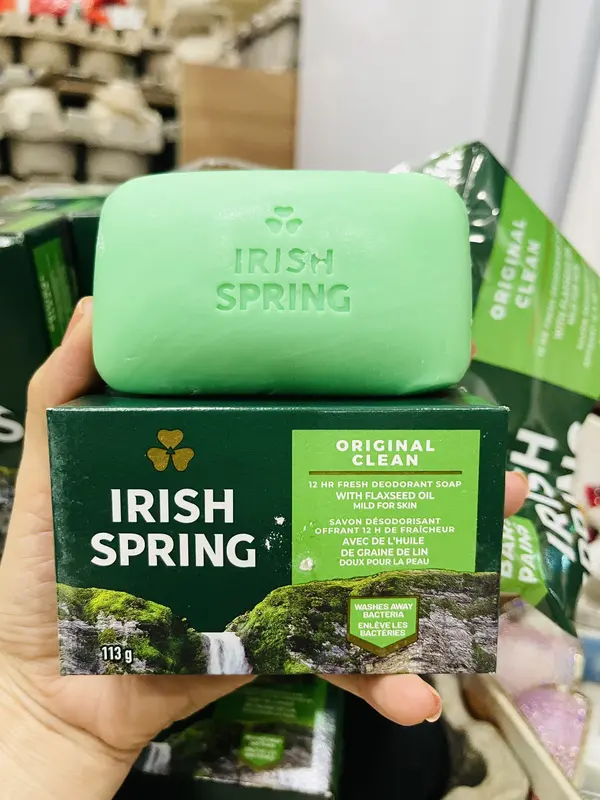 IRISH
SPRING
IRISH
SPRING
ORIGINAL
CLEAN
12 HR FRESH DEODORANT SOAP
WITH FLAXSEED OIL
MILD FOR SKIN
SAVON DÉSODORISANT
OFFRANT 12 H DE FRAÎCHEUR
AVEC DE L'HUILE
DE GRAINE DE LIN
DOUX POUR LA PEAU
WASHES AWAY
BACTERIA
ENLÈVE LES
BACTÉRIES
113 g
ORIGINAL
CLEAN
IRISH